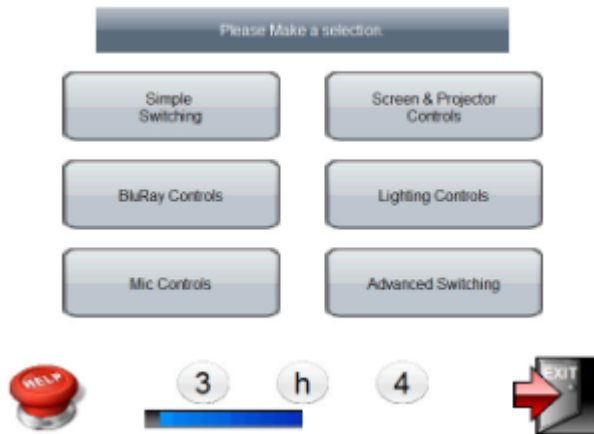 Please Make a selection.
Simple
Switching
Screen & Projector
Controls
BluRay Controls
Lighting Controls
Mic Controls
Advanced Switching
HELP
3
h
4
EXIT